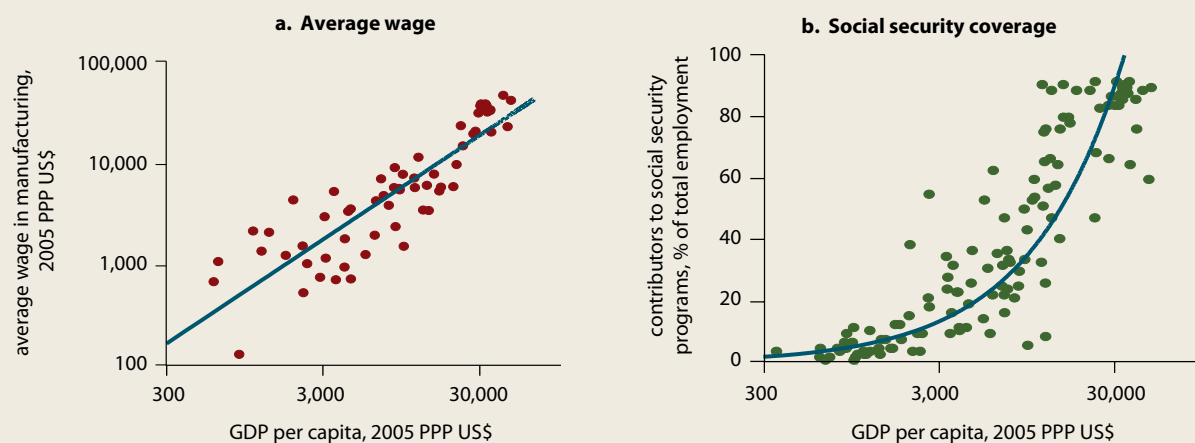 a. Average wage
average wage in manufacturing,
2005 PPP US$
100,000
10,000
1,000
100
300
3,000
30,000
GDP per capita, 2005 PPP US$
b. Social security coverage
contributors to social security
programs, % of total employment
100
80
60
40
20
0
300
3,000
30,000
GDP per capita, 2005 PPP US$